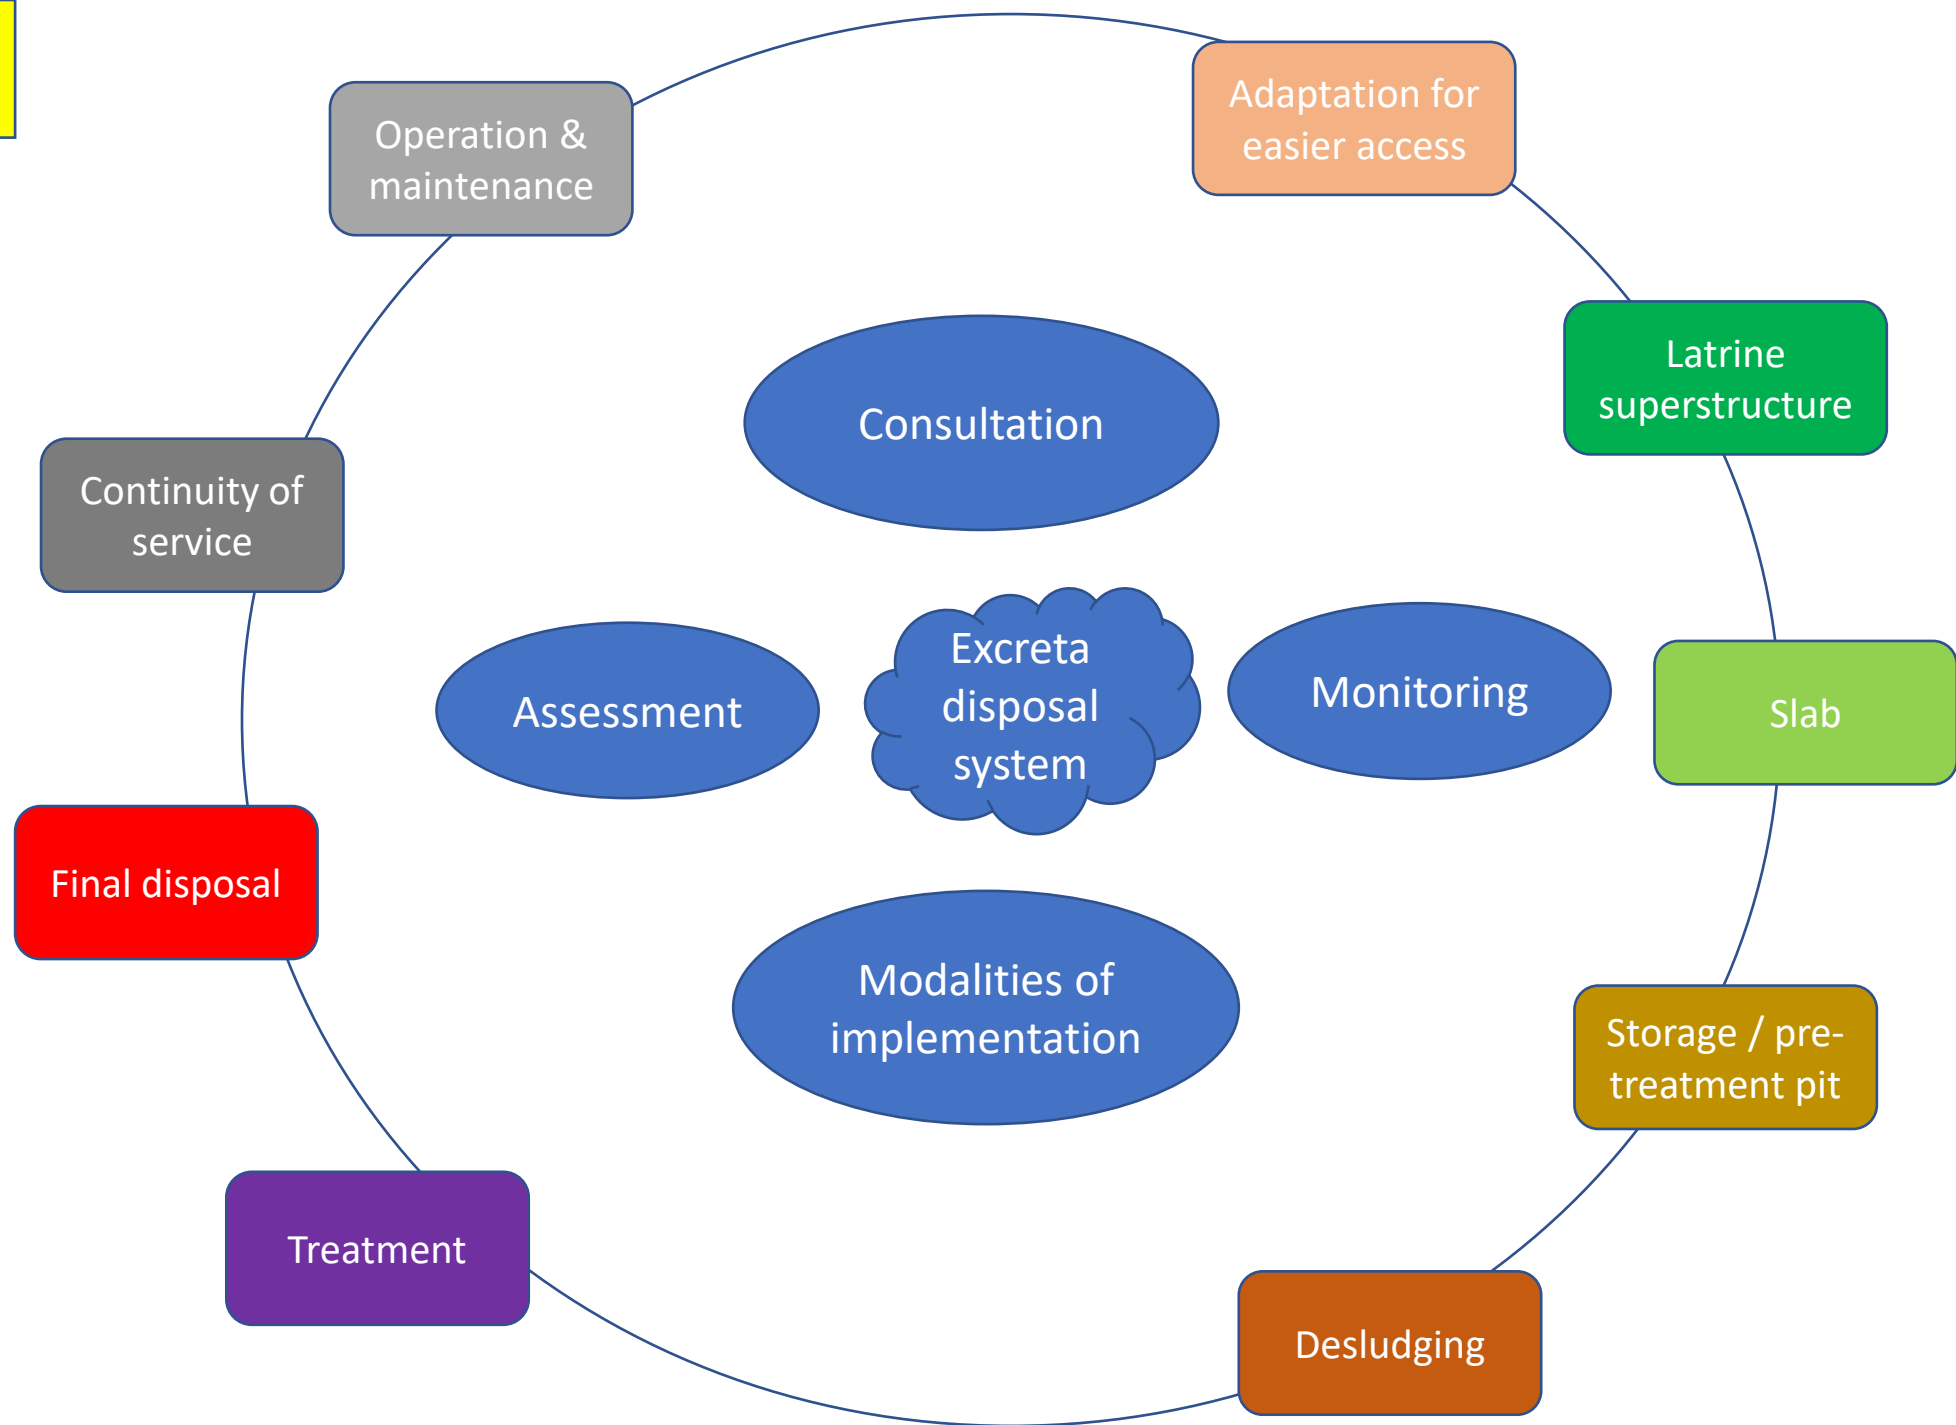 Adaptation for
easier access
Operation &
maintenance
Latrine
superstructure
Consultation
Continuity of
service
Excreta
disposal
system
Assessment
Monitoring
Slab
Final disposal
Modalities of
implementation
Storage / pre-
treatment pit
Treatment
Desludging